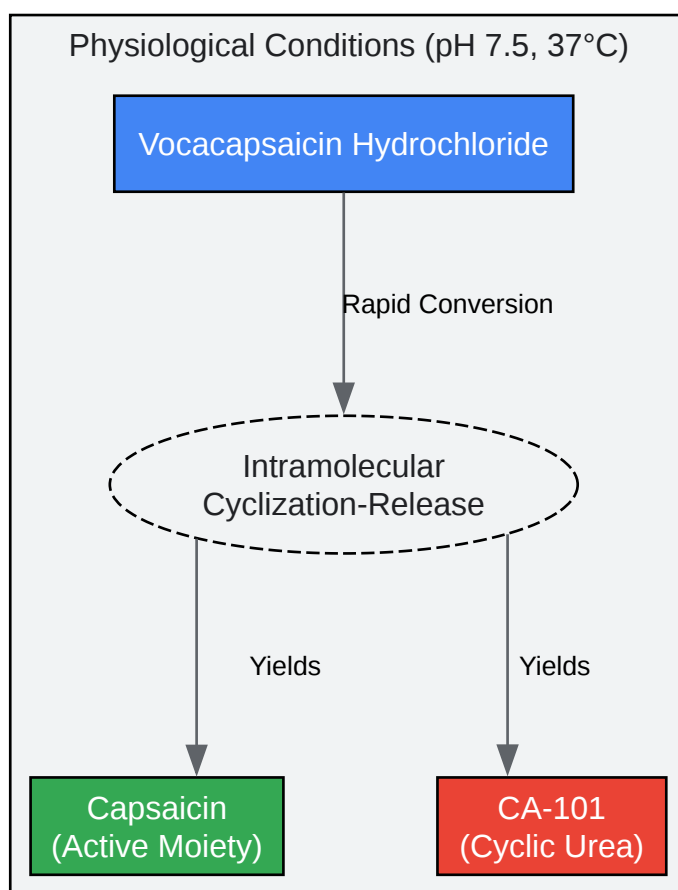 Physiological Conditions (pH 7.5, 37°C)
Vocacapsaicin Hydrochloride
Rapid Conversion
Intramolecular
Cyclization-Release
Yields
Yields
Capsaicin
(Active Moiety)
CA-101
(Cyclic Urea)